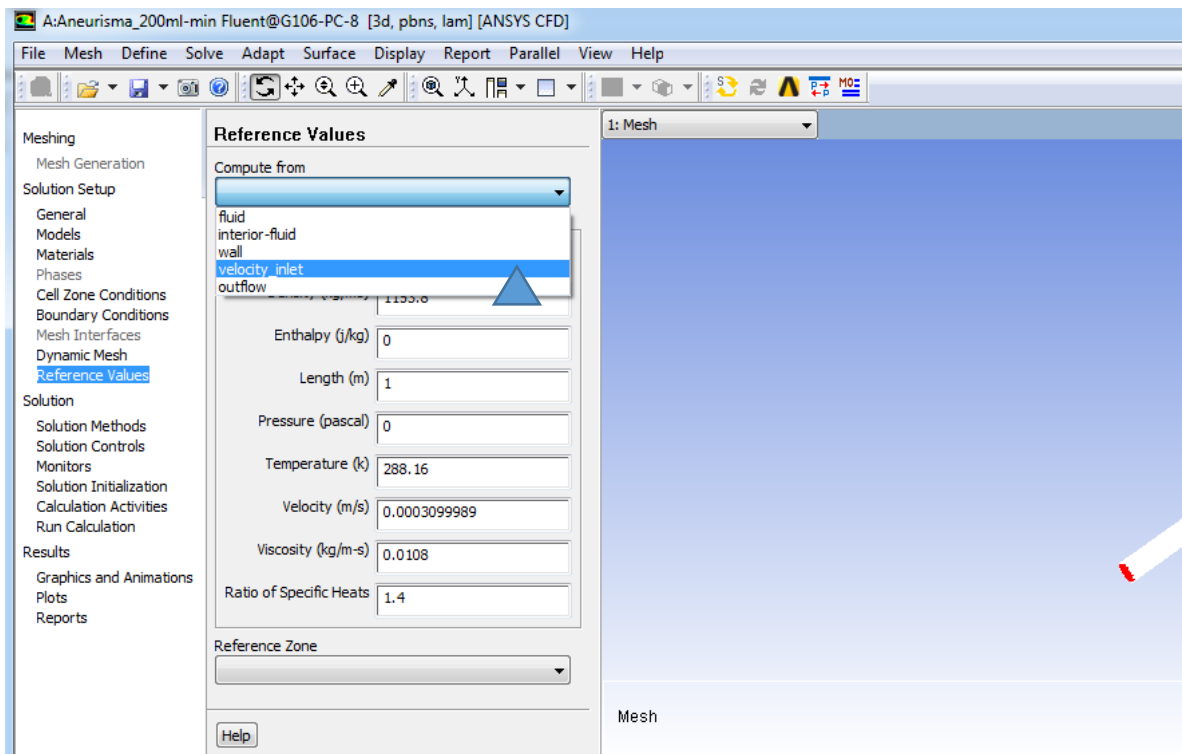 A:Aneurisma_200ml-min Fluent@G106-PC-8 [3d, pbns, lam] [ANSYS CFD]
File Mesh Define Solve Adapt Surface Display Report Parallel View Help
Meshing
Mesh Generation
Solution Setup
General
Models
Materials
Phases
Cell Zone Conditions
Boundary Conditions
Mesh Interfaces
Dynamic Mesh
Reference Values
Solution
Solution Methods
Solution Controls
Monitors
Solution Initialization
Calculation Activities
Run Calculation
Results
Graphics and Animations
Plots
Reports
Reference Values
Compute from
fluid
interior-fluid
wall
velocity_inlet
outflow
1153.8
Enthalpy (j/kg) 0
Length (m) 1
Pressure (pascal) 0
Temperature (k) 288.16
Velocity (m/s) 0.0003099989
Viscosity (kg/m-s) 0.0108
Ratio of Specific Heats 1.4
Reference Zone
Help
1: Mesh
Mesh